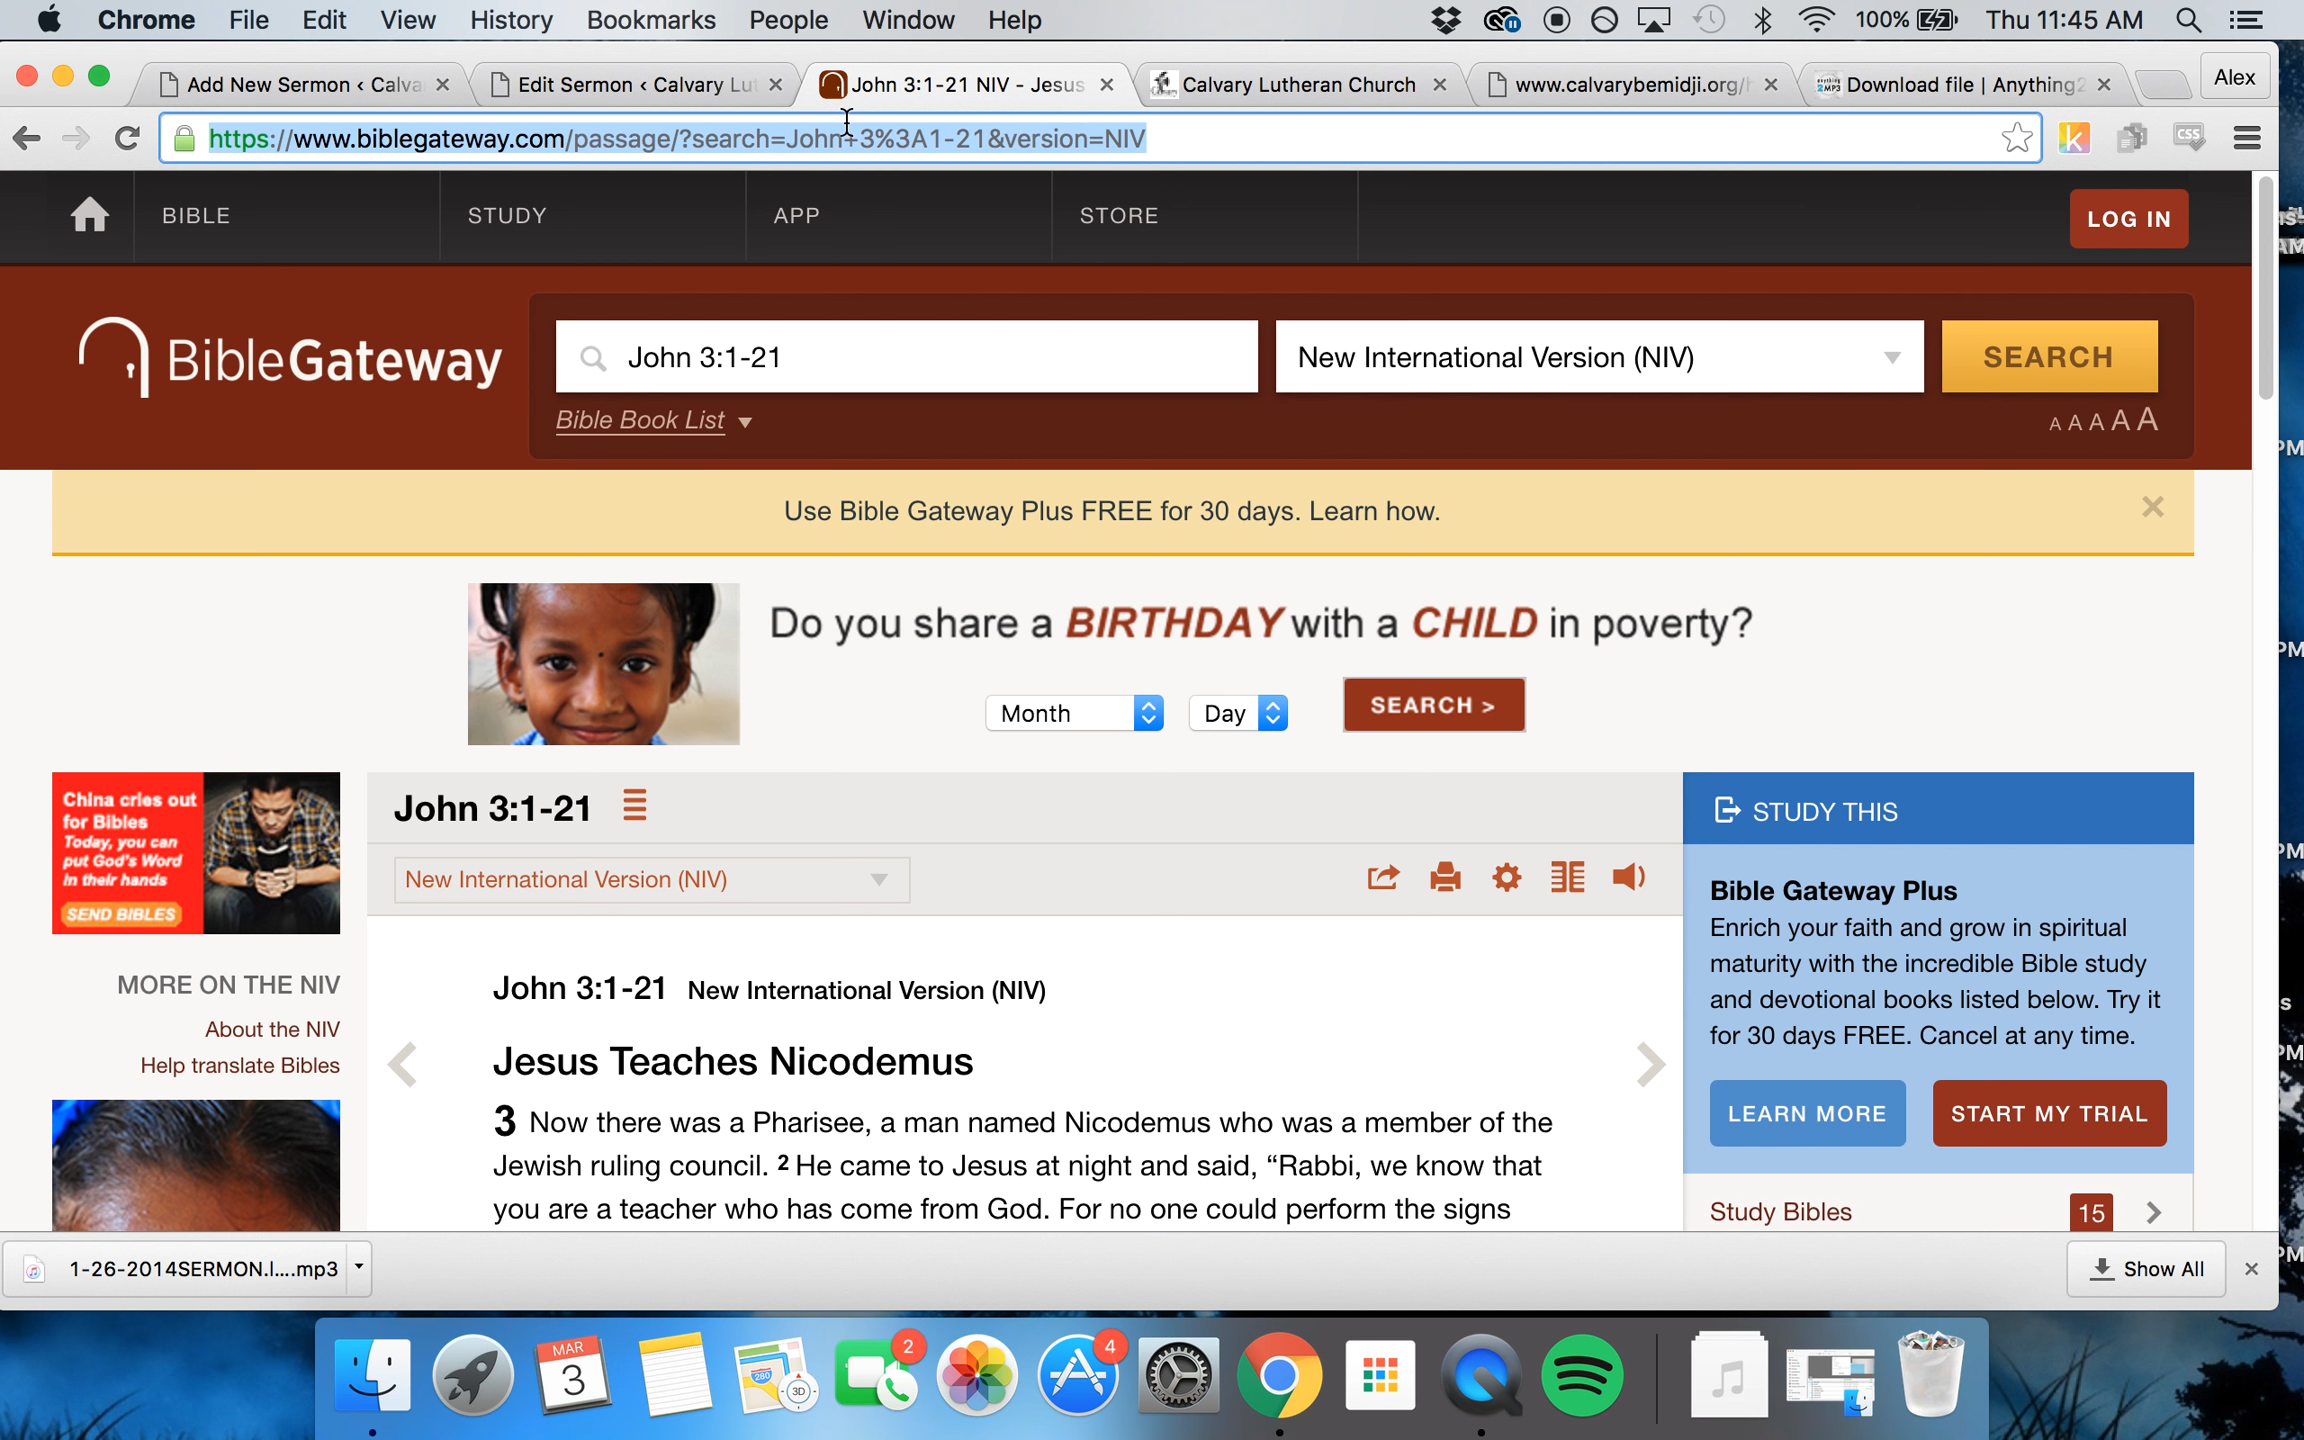 Chrome File Edit View History Bookmarks People Window Help 100% Thu 11:45 AM
Add New Sermon ‹ Calva Edit Sermon ‹ Calvary Lut John 3:1-21 NIV - Jesus Calvary Lutheran Church www.calvarybemidji.org/h Download file | Anything2 Alex
https://www.biblegateway.com/passage/?search=John+3%3A1-21&version=NIV
BIBLE STUDY APP STORE LOG IN
BibleGateway
John 3:1-21 New International Version (NIV) SEARCH
Bible Book List A A A A A
Use Bible Gateway Plus FREE for 30 days. Learn how.
Do you share a BIRTHDAY with a CHILD in poverty?
Month Day SEARCH >
China cries out
for Bibles
Today, you can
put God's Word
in their hands
SEND BIBLES
MORE ON THE NIV
About the NIV
Help translate Bibles
John 3:1-21
New International Version (NIV)
John 3:1-21 New International Version (NIV)
Jesus Teaches Nicodemus
3 Now there was a Pharisee, a man named Nicodemus who was a member of the
Jewish ruling council. 2 He came to Jesus at night and said, “Rabbi, we know that
you are a teacher who has come from God. For no one could perform the signs
STUDY THIS
Bible Gateway Plus
Enrich your faith and grow in spiritual
maturity with the incredible Bible study
and devotional books listed below. Try it
for 30 days FREE. Cancel at any time.
LEARN MORE START MY TRIAL
Study Bibles 15
1-26-2014SERMON.l....mp3 Show All
MAR
3
280
3D
2
4